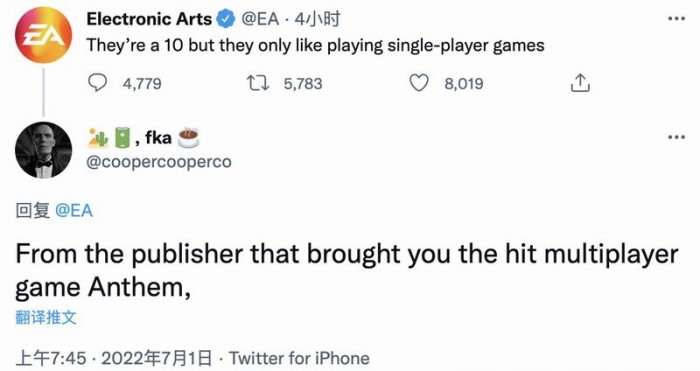 EA
Electronic Arts @EA · 4小时
They’re a 10 but they only like playing single-player games
4,779 5,783 8,019
🏜️🔋, fka ☕
@coopercooperco
回复 @EA
From the publisher that brought you the hit multiplayer
game Anthem,
翻译推文
上午7:45 · 2022年7月1日 · Twitter for iPhone